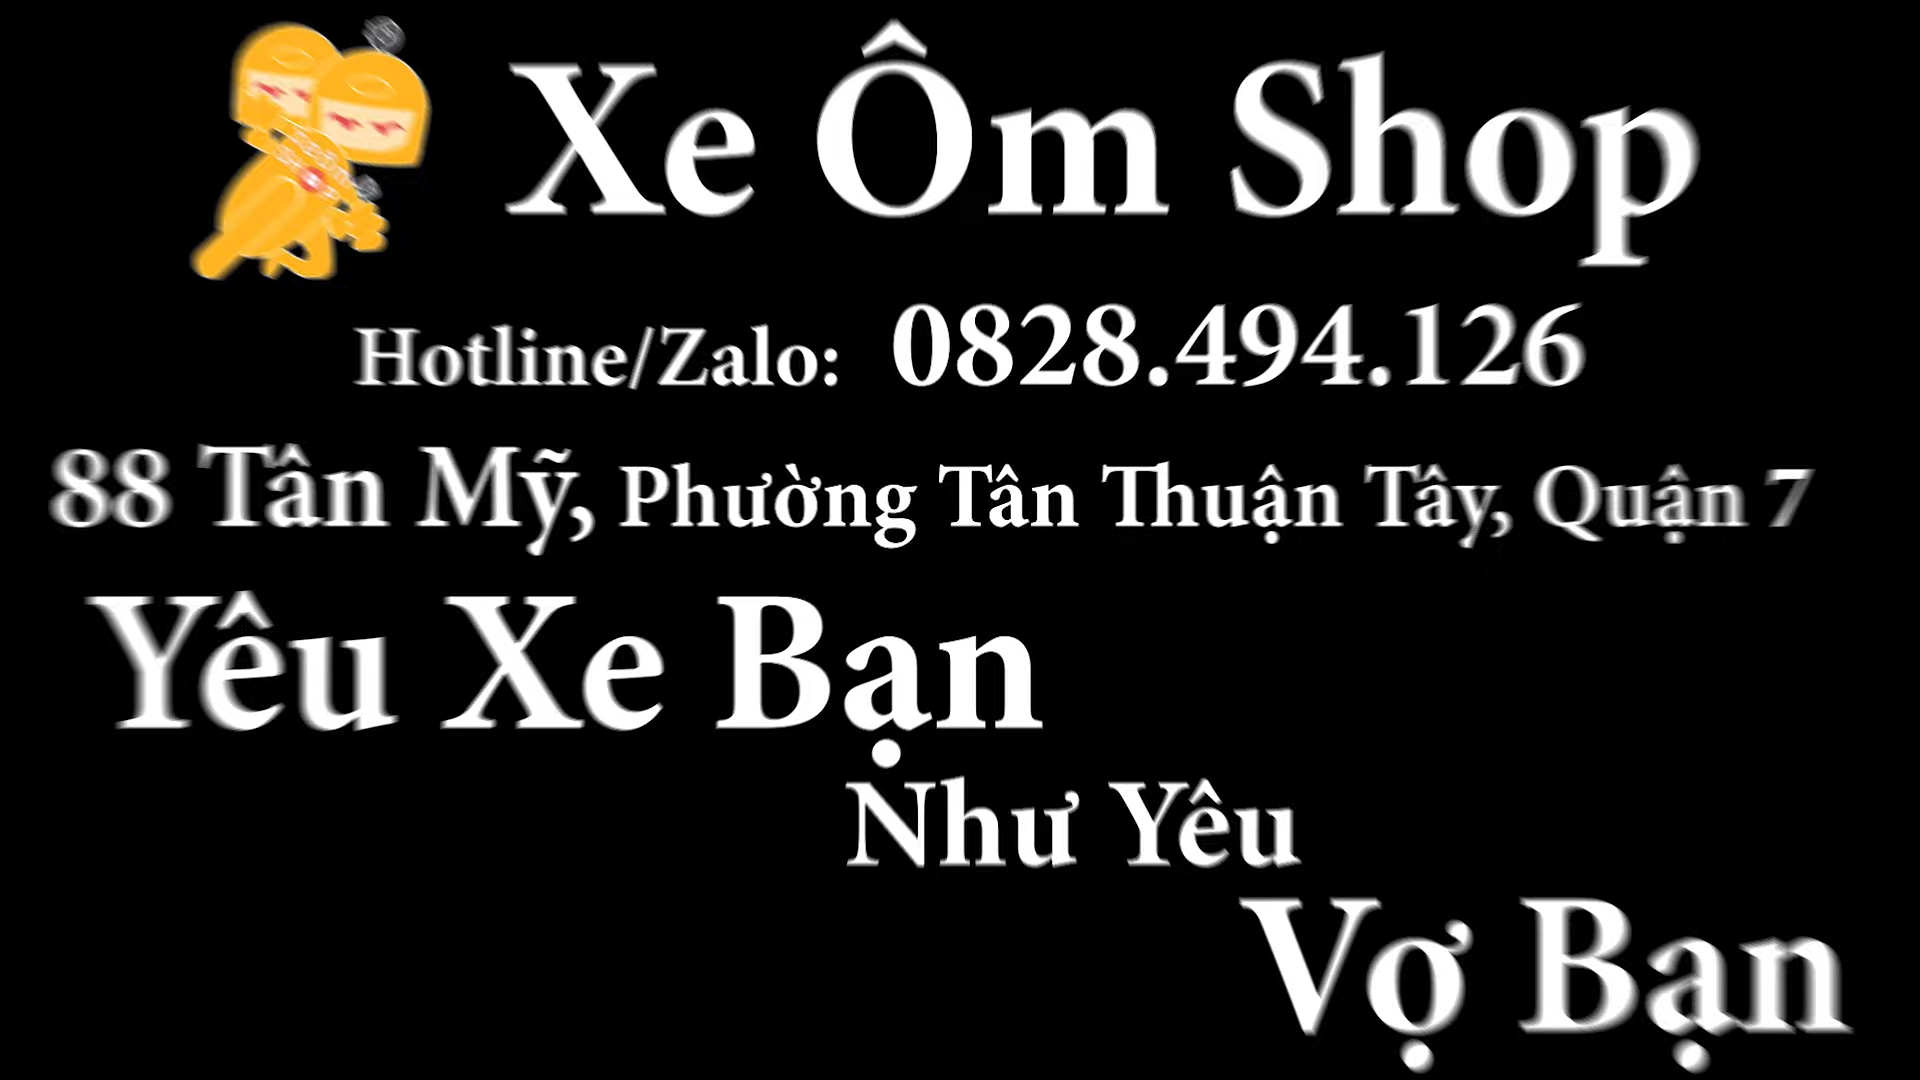 Xe Ôm Shop
Hotline/Zalo: 0828.494.126
88 Tân Mỹ, Phường Tân Thuận Tây, Quận 7
Yêu Xe Bạn
Như Yêu
Vợ Bạn